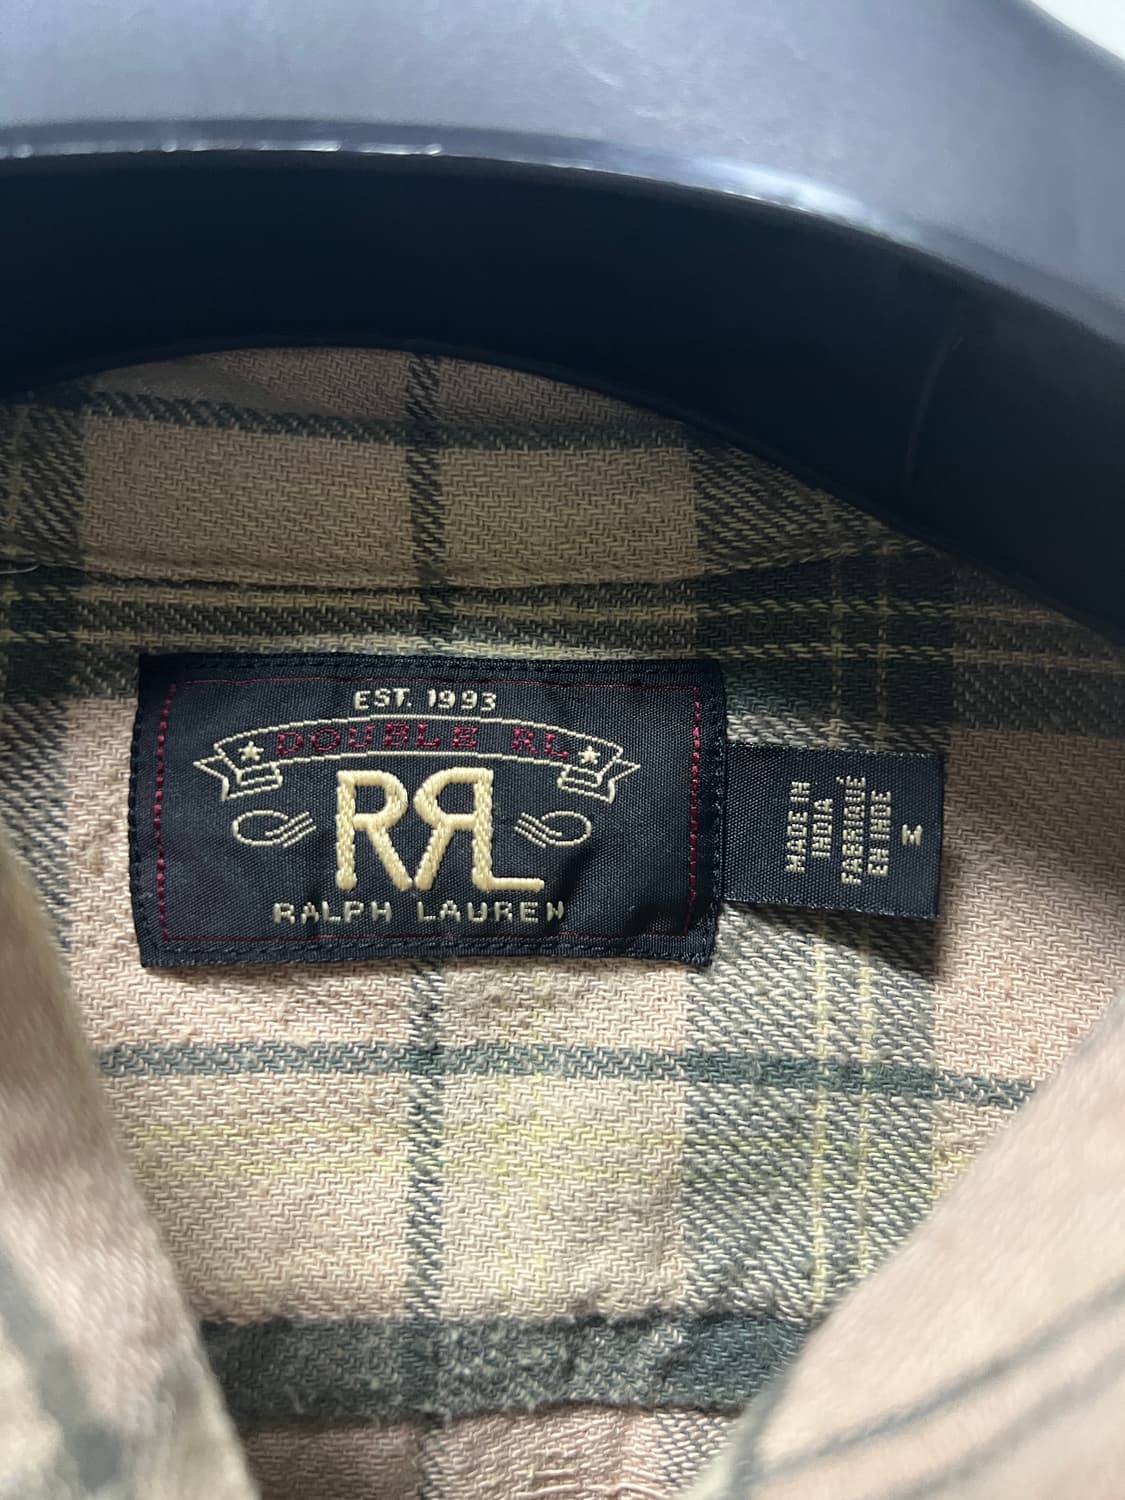 EST. 1993
DOUBLE RL
RRL
RALPH LAUREN
MADE IN
INDIA
FABRIQUÉ
EN INDE
M